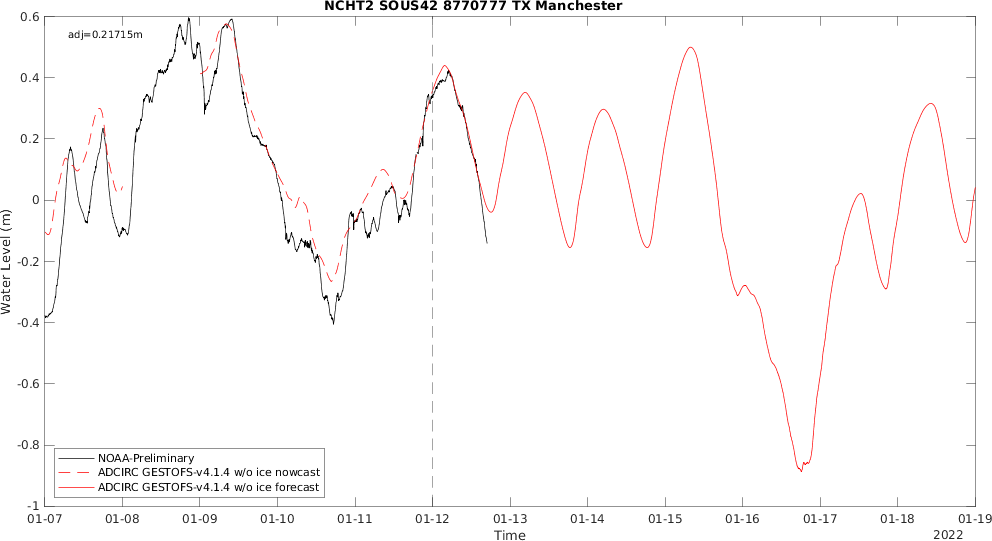 NCHT2 SOUS42 8770777 TX Manchester
adj=0.21715m
0.6
0.4
0.2
0
-0.2
-0.4
-0.6
-0.8
-1
Water Level (m)
NOAA-Preliminary
ADCIRC GESTOFS-v4.1.4 w/o ice nowcast
ADCIRC GESTOFS-v4.1.4 w/o ice forecast
01-07 01-08 01-09 01-10 01-11 01-12 01-13 01-14 01-15 01-16 01-17 01-18 01-19
Time
2022